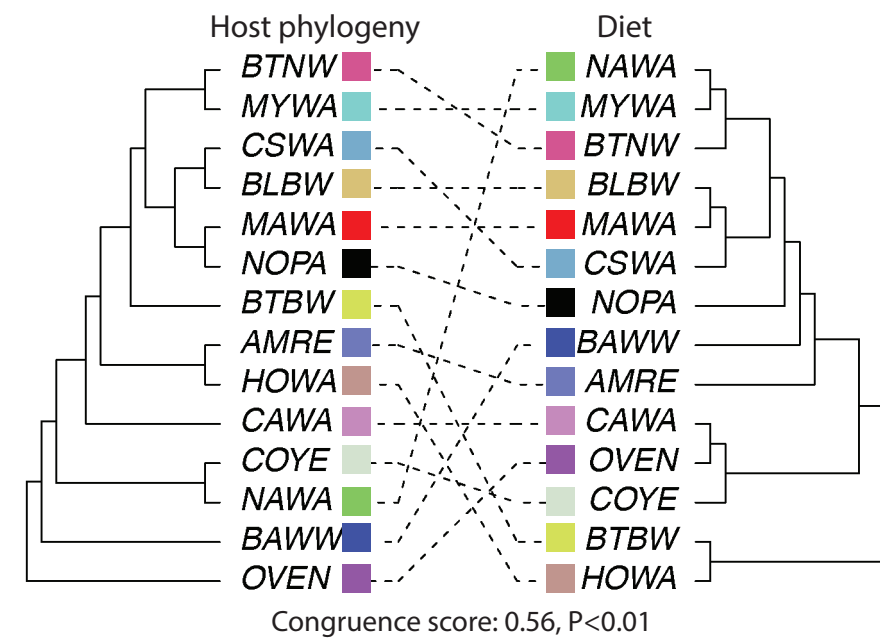 Host phylogeny Diet
BTNW NAWA
MYWA MYWA
CSWA BTNW
BLBW BLBW
MAWA MAWA
NOPA CSWA
BTBW NOPA
AMRE BAWW
HOWA AMRE
CAWA CAWA
COYE OVEN
NAWA COYE
BAWW BTBW
OVEN HOWA
Congruence score: 0.56, P<0.01